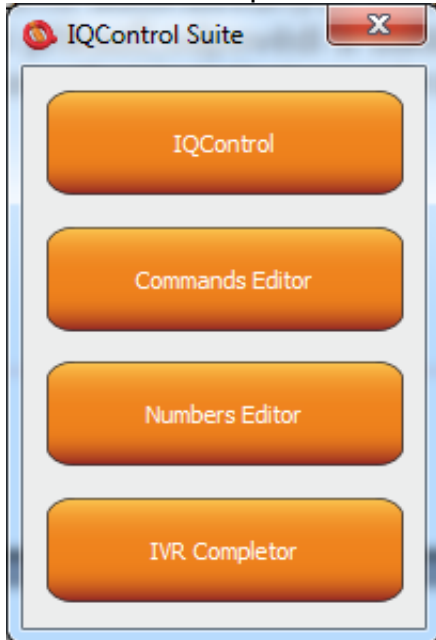 IQControl Suite
IQControl
Commands Editor
Numbers Editor
IVR Completor